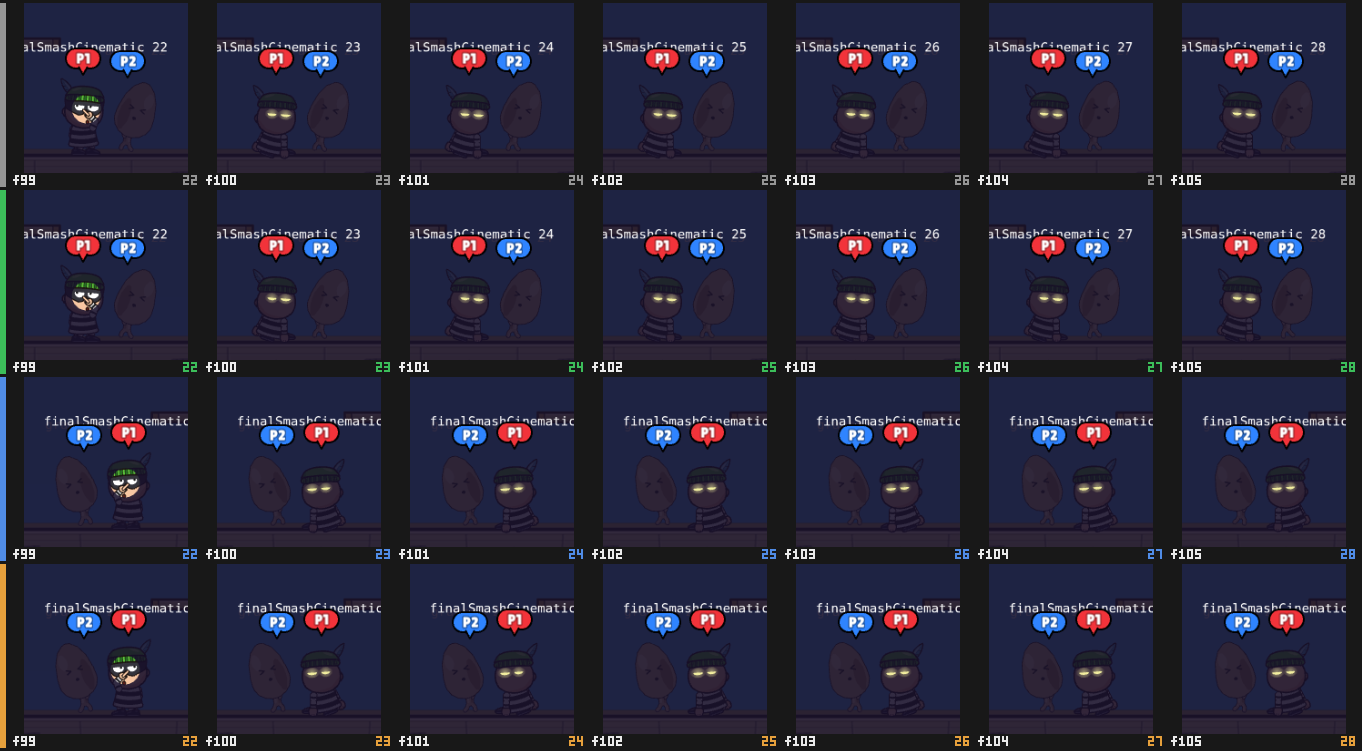 alSmashCinematic 22 alSmashCinematic 23 alSmashCinematic 24 alSmashCinematic 25 alSmashCinematic 26 alSmashCinematic 27 alSmashCinematic 28
P1 P2 P1 P2 P1 P2 P1 P2 P1 P2 P1 P2 P1 P2
f99 22 f100 23 f101 24 f102 25 f103 26 f104 27 f105 28
alSmashCinematic 22 alSmashCinematic 23 alSmashCinematic 24 alSmashCinematic 25 alSmashCinematic 26 alSmashCinematic 27 alSmashCinematic 28
P1 P2 P1 P2 P1 P2 P1 P2 P1 P2 P1 P2 P1 P2
f99 22 f100 23 f101 24 f102 25 f103 26 f104 27 f105 28
finalSmashCinematic finalSmashCinematic finalSmashCinematic finalSmashCinematic finalSmashCinematic finalSmashCinematic finalSmashCinematic
P2 P1 P2 P1 P2 P1 P2 P1 P2 P1 P2 P1 P2 P1
f99 22 f100 23 f101 24 f102 25 f103 26 f104 27 f105 28
finalSmashCinematic finalSmashCinematic finalSmashCinematic finalSmashCinematic finalSmashCinematic finalSmashCinematic finalSmashCinematic
P2 P1 P2 P1 P2 P1 P2 P1 P2 P1 P2 P1 P2 P1
f99 22 f100 23 f101 24 f102 25 f103 26 f104 27 f105 28